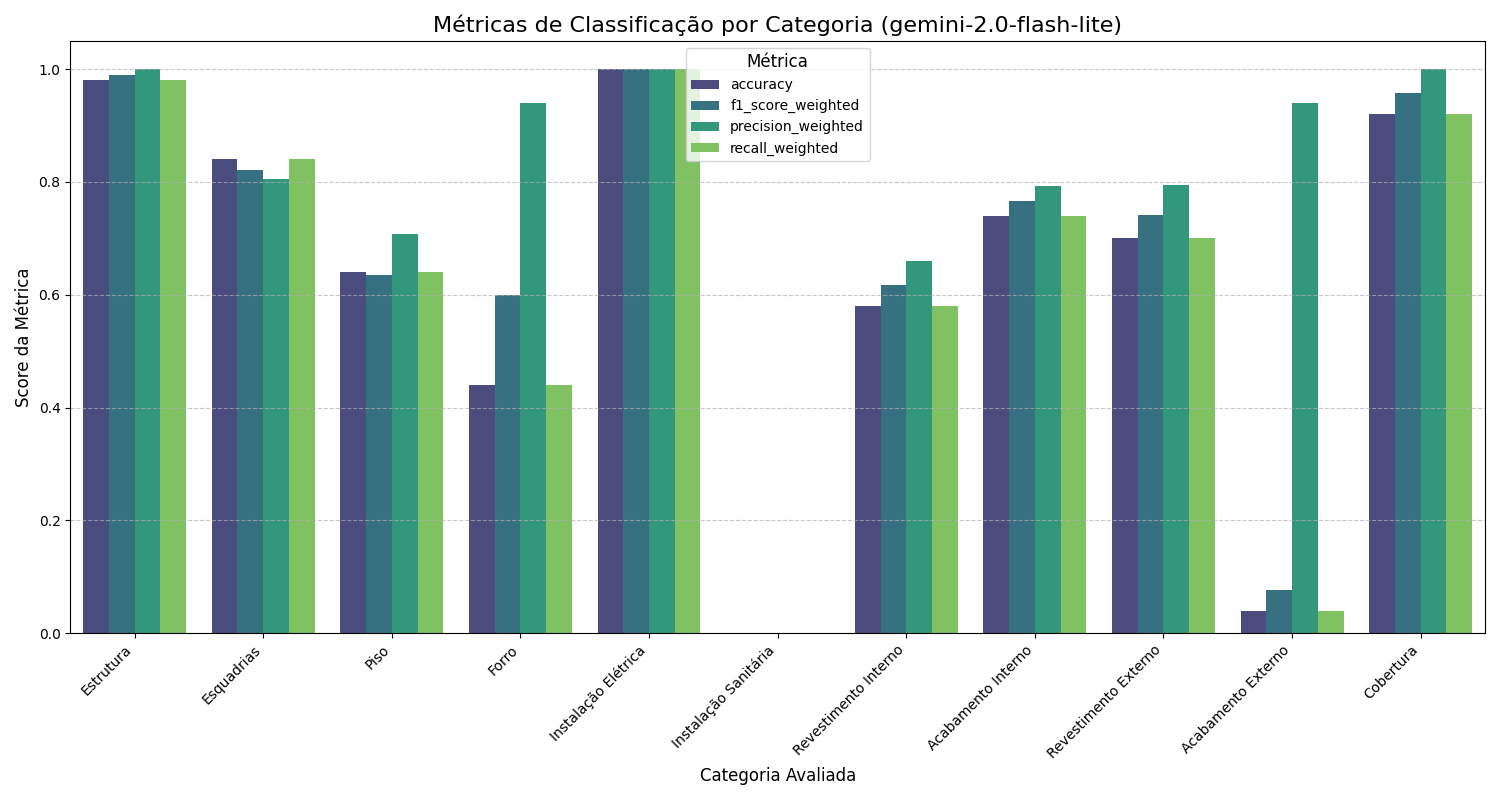 Métricas de Classificação por Categoria (gemini-2.0-flash-lite)
Métrica
accuracy
f1_score_weighted
precision_weighted
recall_weighted
Score da Métrica
1.0
0.8
0.6
0.4
0.2
0.0
Estrutura
Esquadrias
Piso
Forro
Instalação Elétrica
Instalação Sanitária
Revestimento Interno
Acabamento Interno
Revestimento Externo
Acabamento Externo
Cobertura
Categoria Avaliada